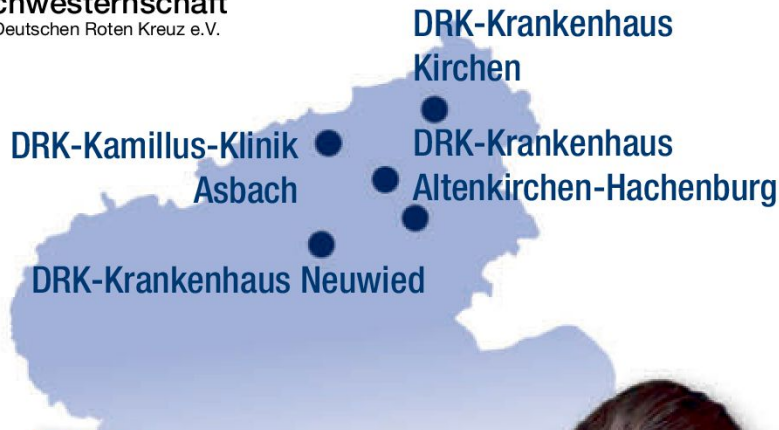 Deutschen Roten Kreuz e.V.
DRK-Krankenhaus
Kirchen
DRK-Kamillus-Klinik
Asbach
DRK-Krankenhaus
Altenkirchen-Hachenburg
DRK-Krankenhaus Neuwied